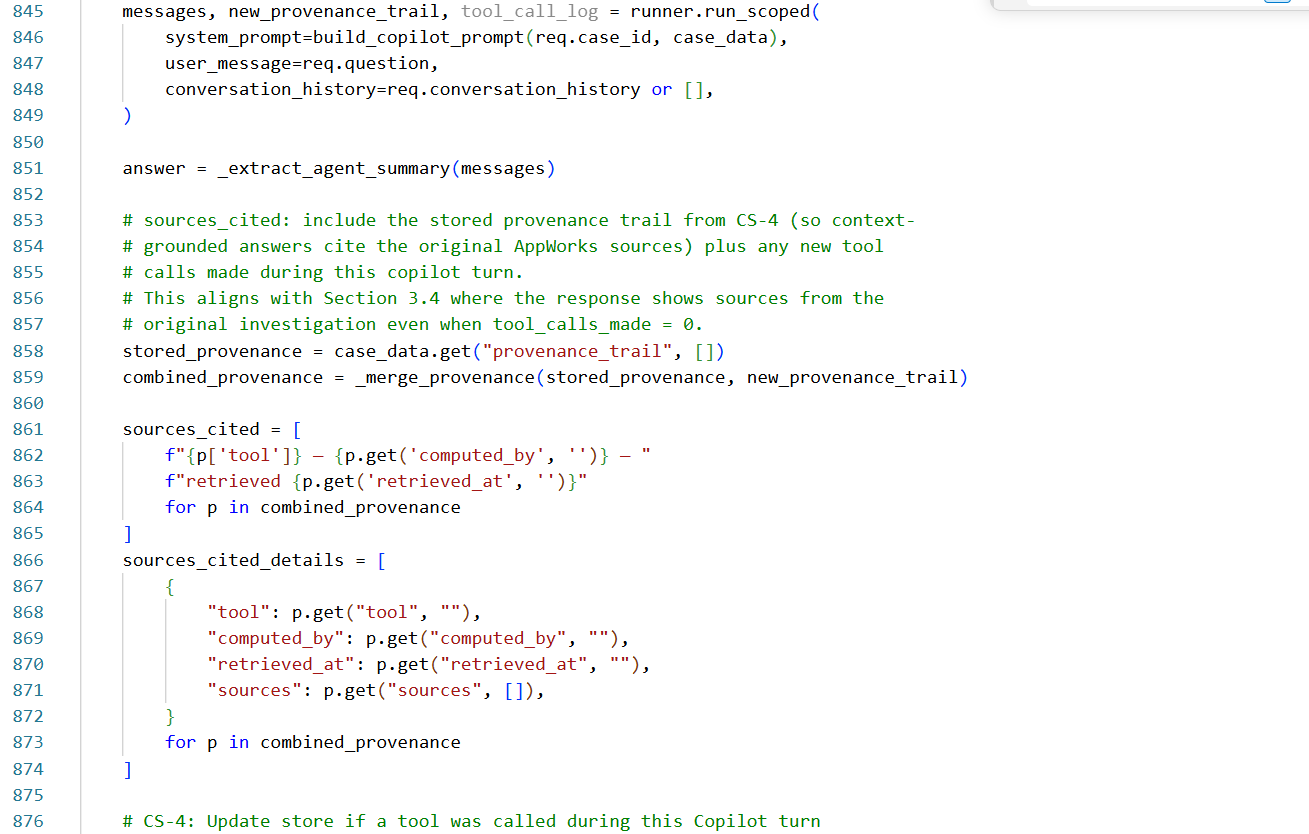 845 messages, new_provenance_trail, tool_call_log = runner.run_scoped(
846 system_prompt=build_copilot_prompt(req.case_id, case_data),
847 user_message=req.question,
848 conversation_history=req.conversation_history or [],
849 )
850
851 answer = _extract_agent_summary(messages)
852
853 # sources_cited: include the stored provenance trail from CS-4 (so context-
854 # grounded answers cite the original AppWorks sources) plus any new tool
855 # calls made during this copilot turn.
856 # This aligns with Section 3.4 where the response shows sources from the
857 # original investigation even when tool_calls_made = 0.
858 stored_provenance = case_data.get("provenance_trail", [])
859 combined_provenance = _merge_provenance(stored_provenance, new_provenance_trail)
860
861 sources_cited = [
862 f"{p['tool']} — {p.get('computed_by', '')} — "
863 f"retrieved {p.get('retrieved_at', '')}"
864 for p in combined_provenance
865 ]
866 sources_cited_details = [
867 {
868 "tool": p.get("tool", ""),
869 "computed_by": p.get("computed_by", ""),
870 "retrieved_at": p.get("retrieved_at", ""),
871 "sources": p.get("sources", []),
872 }
873 for p in combined_provenance
874 ]
875
876 # CS-4: Update store if a tool was called during this Copilot turn